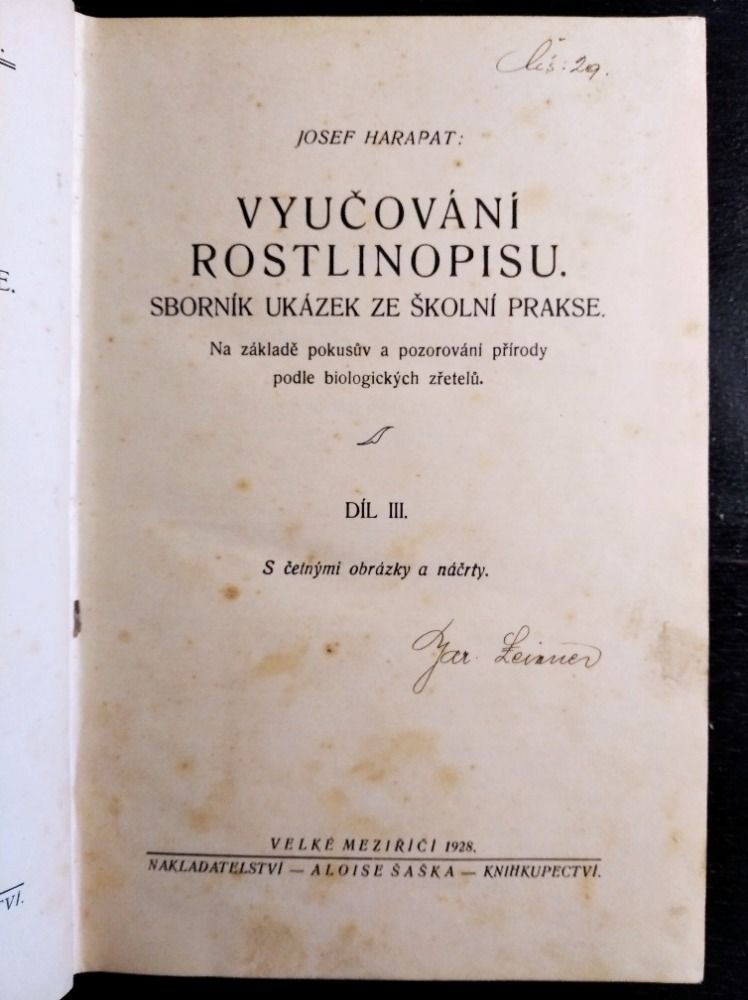 Čís: 29.
JOSEF HARAPAT:
VYUČOVÁNÍ
ROSTLINOPISU.
SBORNÍK UKÁZEK ZE ŠKOLNÍ PRAKSE.
Na základě pokusův a pozorování přírody
podle biologických zřetelů.
DÍL III.
S četnými obrázky a náčrty.
Jar.
VELKÉ MEZIŘÍČÍ 1928.
NAKLADATELSTVÍ — ALOISE ŠAŠKA — KNIHKUPECTVÍ.
E.
VÍ.